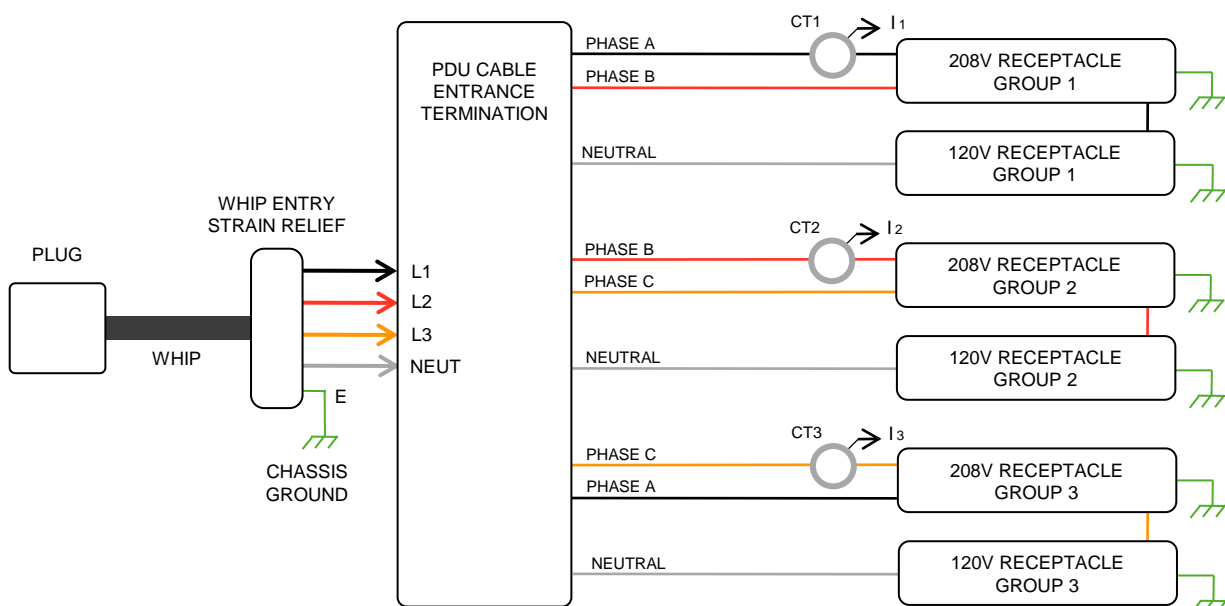 PLUG
WHIP
WHIP ENTRY
STRAIN RELIEF
L1
L2
L3
NEUT
E
CHASSIS
GROUND
PDU CABLE
ENTRANCE
TERMINATION
PHASE A
PHASE B
NEUTRAL
CT1
I1
208V RECEPTACLE
GROUP 1
120V RECEPTACLE
GROUP 1
PHASE B
PHASE C
NEUTRAL
CT2
I2
208V RECEPTACLE
GROUP 2
120V RECEPTACLE
GROUP 2
PHASE C
PHASE A
NEUTRAL
CT3
I3
208V RECEPTACLE
GROUP 3
120V RECEPTACLE
GROUP 3